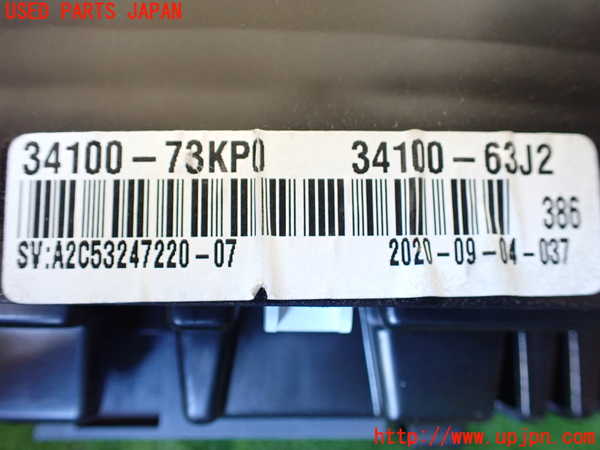 USED PARTS JAPAN
34100-73KP0 34100-63J2
386
SV:A2C53247220-07 2020-09-04-037
http://www.upjpn.com/